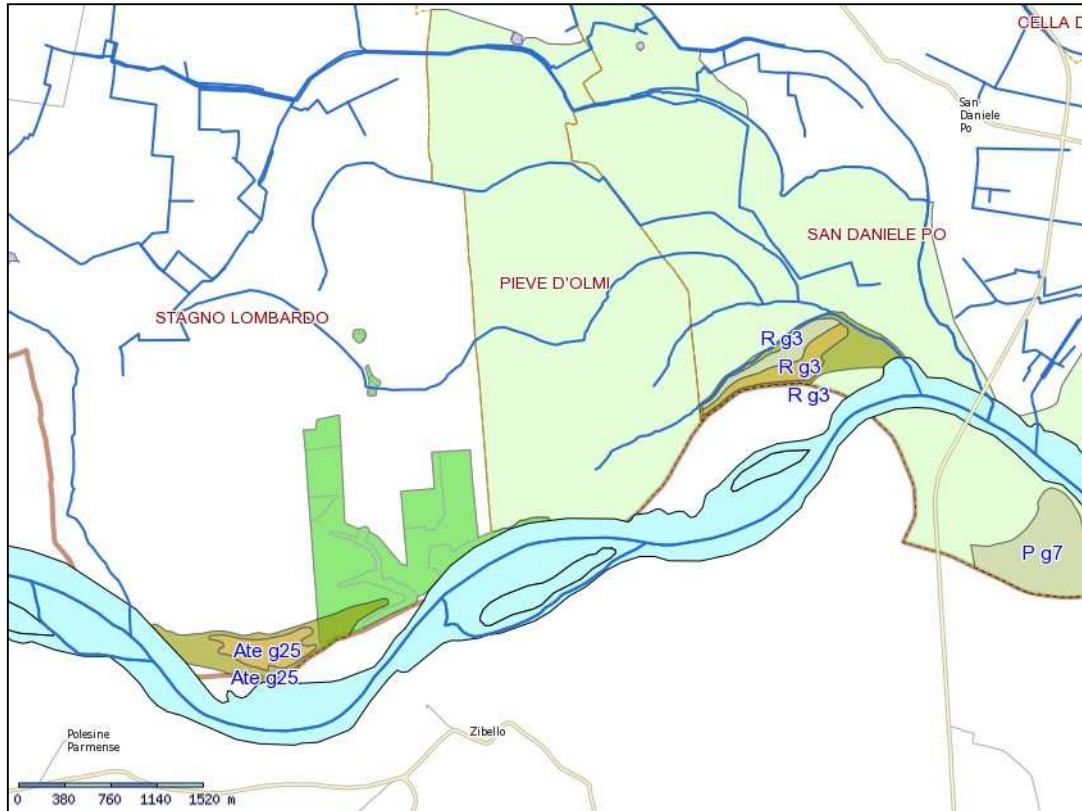 CELLA D
San
Daniele
Po
SAN DANIELE PO
PIEVE D'OLMI
STAGNO LOMBARDO
R g3
R g3
R g3
P g7
Ate g25
Ate g25
Polesine
Parmense
Zibello
0 380 760 1140 1520 m